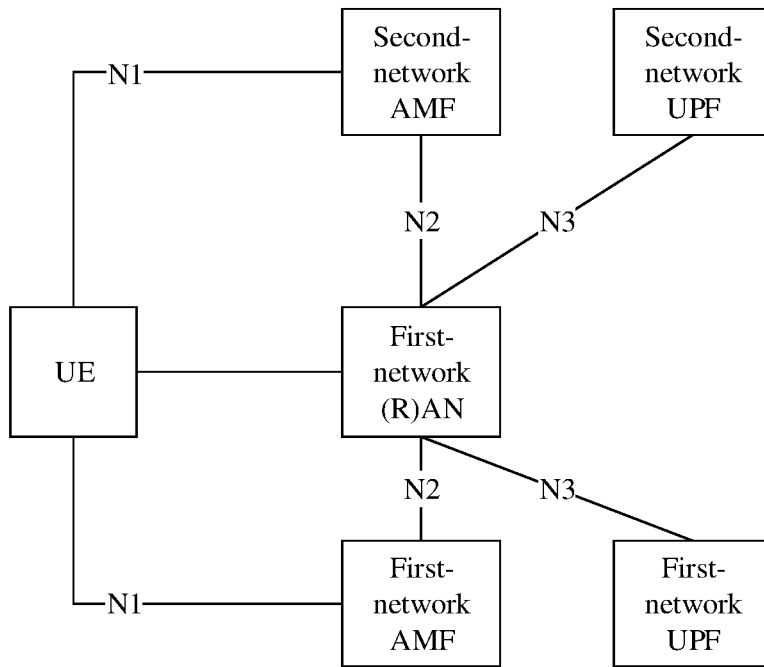 Second-
network
AMF
Second-
network
UPF
N1
N2
N3
UE
First-
network
(R)AN
N2
N3
N1
First-
network
AMF
First-
network
UPF